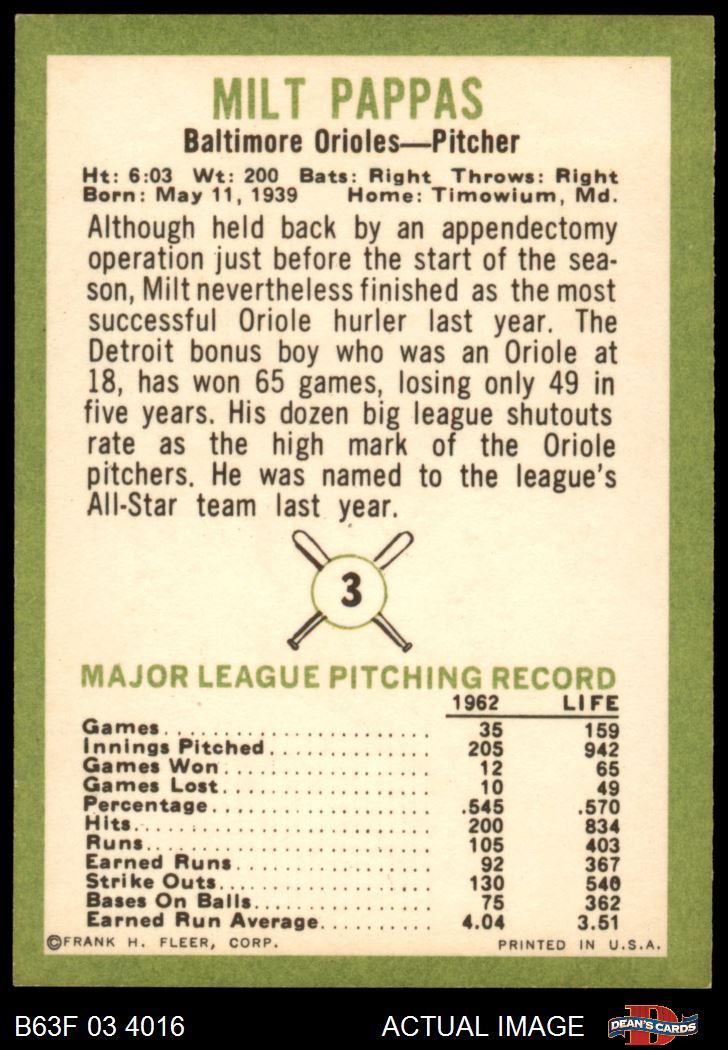 MILT PAPPAS
Baltimore Orioles—Pitcher
Ht: 6:03 Wt: 200 Bats: Right Throws: Right
Born: May 11, 1939 Home: Timowium, Md.
Although held back by an appendectomy
operation just before the start of the sea-
son, Milt nevertheless finished as the most
successful Oriole hurler last year. The
Detroit bonus boy who was an Oriole at
18, has won 65 games, losing only 49 in
five years. His dozen big league shutouts
rate as the high mark of the Oriole
pitchers. He was named to the league's
All-Star team last year.
3
MAJOR LEAGUE PITCHING RECORD
1962 LIFE
Games 35 159
Innings Pitched 205 942
Games Won 12 65
Games Lost 10 49
Percentage .545 .570
Hits 200 834
Runs 105 403
Earned Runs 92 367
Strike Outs 130 540
Bases On Balls 75 362
Earned Run Average 4.04 3.51
©FRANK H. FLEER, CORP. PRINTED IN U.S.A.
B63F 03 4016 ACTUAL IMAGE D DEAN'S CARDS